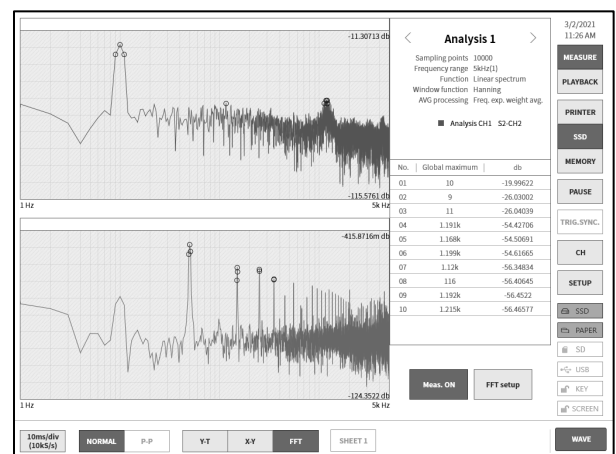 -11.30713 db
-115.5761 db
1 Hz
5k Hz
-415.8716m db
-124.3522 db
1 Hz
5k Hz
Analysis 1
Sampling points 10000
Frequency range 5kHz(1)
Function Linear spectrum
Window function Hanning
AVG processing Freq. exp. weight avg.
Analysis CH1 S2-CH2
No. Global maximum db
01 10 -19.99622
02 9 -26.03002
03 11 -26.04039
04 1.191k -54.42706
05 1.168k -54.50691
06 1.199k -54.61665
07 1.12k -56.34834
08 116 -56.40645
09 1.192k -56.4522
10 1.215k -56.46577
Meas. ON
FFT setup
3/2/2021
11:26 AM
MEASURE
PLAYBACK
PRINTER
SSD
MEMORY
PAUSE
TRIG.SYNC.
CH
SETUP
SSD
PAPER
SD
USB
KEY
SCREEN
10ms/div
(10kS/s)
NORMAL
P-P
Y-T
X-Y
FFT
SHEET 1
WAVE